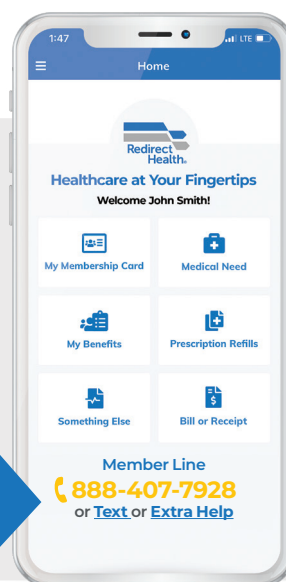 1:47
LTE
Home
Redirect
Health®
Healthcare at Your Fingertips
Welcome John Smith!
My Membership Card
Medical Need
My Benefits
Prescription Refills
Something Else
Bill or Receipt
Member Line
888-407-7928
or Text or Extra Help